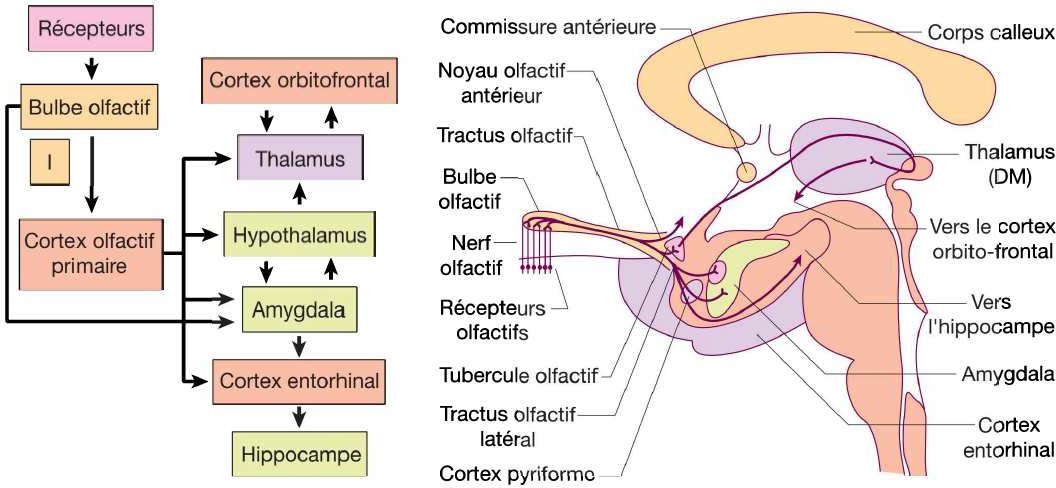 Récepteurs
Bulbe olfactif
I
Cortex olfactif
primaire
Cortex orbitofrontal
Thalamus
Hypothalamus
Amygdala
Cortex entorhinal
Hippocampe
Commissure antérieure
Noyau olfactif
antérieur
Tractus olfactif
Bulbe
olfactif
Nerf
olfactif
Récepteurs
olfactifs
Tubercule olfactif
Tractus olfactif
latéral
Cortex pyriforme
Corps calleux
Thalamus
(DM)
Vers le cortex
orbito-frontal
Vers
l'hippocampe
Amygdala
Cortex
entorhinal